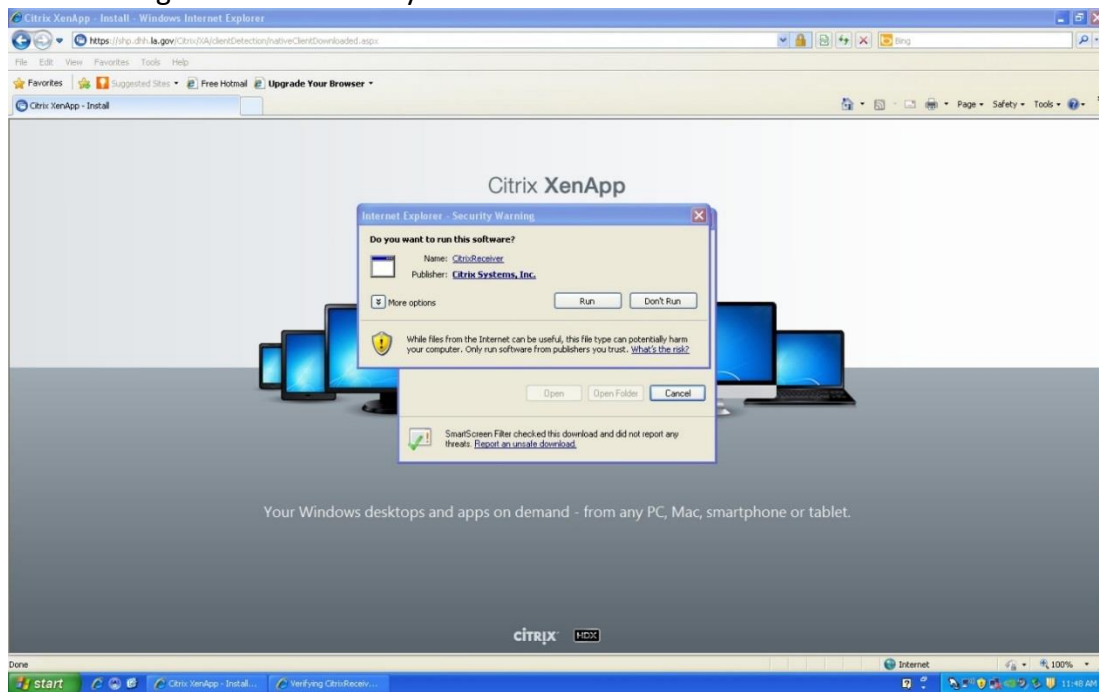 Citrix XenApp - Install - Windows Internet Explorer
https://shp.dhh.la.gov/Citrix/XA/clientDetection/nativeClientDownloaded.aspx
Bing
File Edit View Favorites Tools Help
Favorites Suggested Sites Free Hotmail Upgrade Your Browser
Citrix XenApp - Install
Page Safety Tools
Citrix XenApp
Internet Explorer - Security Warning
Do you want to run this software?
Name: CitrixReceiver
Publisher: Citrix Systems, Inc.
More options Run Don't Run
While files from the Internet can be useful, this file type can potentially harm
your computer. Only run software from publishers you trust. What's the risk?
Open Open Folder Cancel
SmartScreen Filter checked this download and did not report any
threats. Report an unsafe download.
Your Windows desktops and apps on demand - from any PC, Mac, smartphone or tablet.
CITRIX HDX
Done Internet 100%
start Citrix XenApp - Install... Verifying CitrixReceiv... 11:48 AM